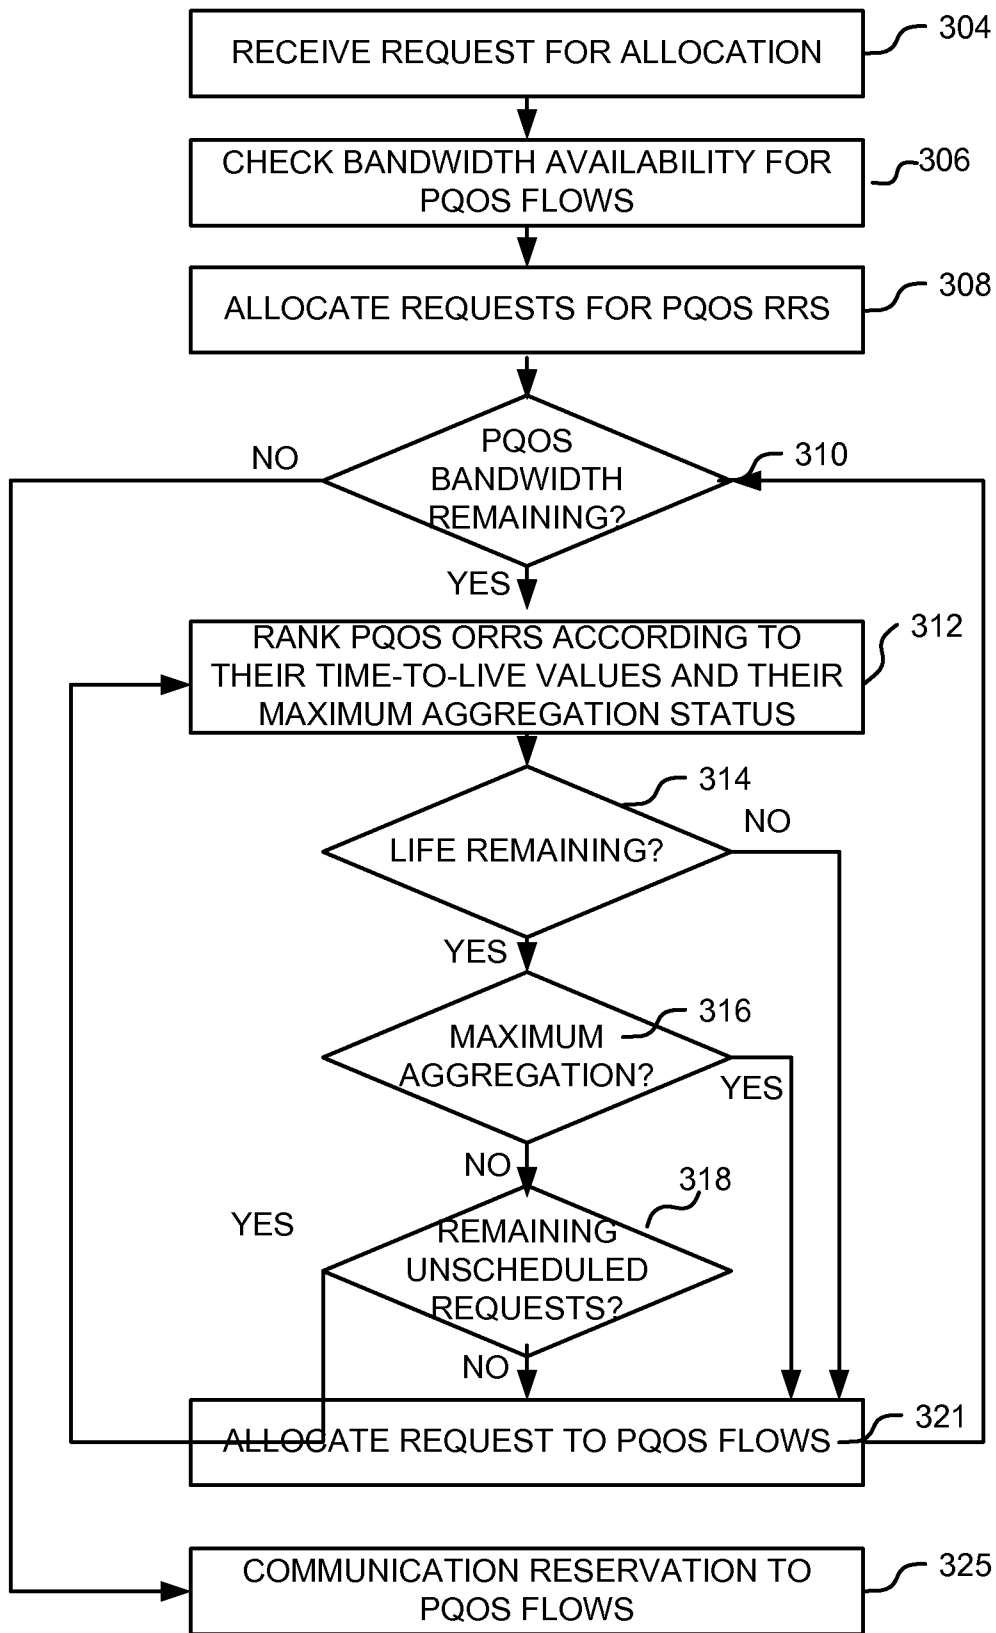 RECEIVE REQUEST FOR ALLOCATION
304
CHECK BANDWIDTH AVAILABILITY FOR
PQOS FLOWS
306
ALLOCATE REQUESTS FOR PQOS RRS
308
PQOS
BANDWIDTH
REMAINING?
310
NO
YES
RANK PQOS ORRS ACCORDING TO
THEIR TIME-TO-LIVE VALUES AND THEIR
MAXIMUM AGGREGATION STATUS
312
LIFE REMAINING?
314
NO
YES
MAXIMUM
AGGREGATION?
316
YES
NO
REMAINING
UNSCHEDULED
REQUESTS?
318
YES
NO
ALLOCATE REQUEST TO PQOS FLOWS
321
COMMUNICATION RESERVATION TO
PQOS FLOWS
325